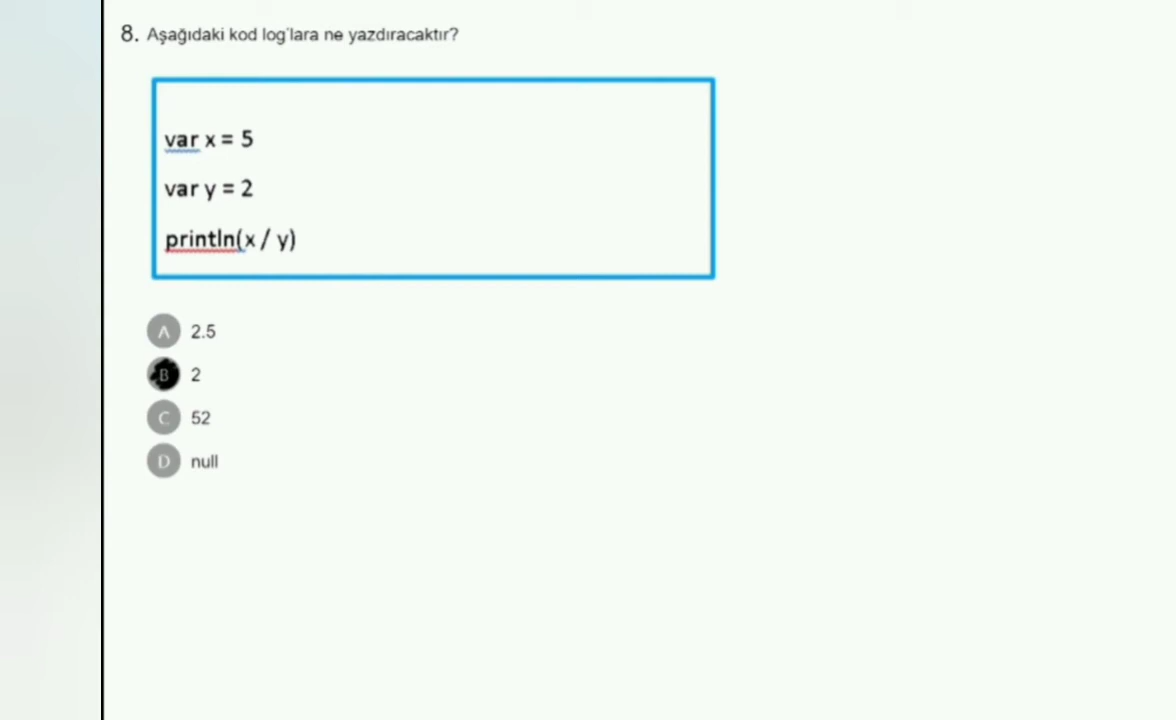 8. Aşağıdaki kod log'lara ne yazdıracaktır?
var x = 5
var y = 2
println(x / y)
A 2.5
B 2
C 52
D null